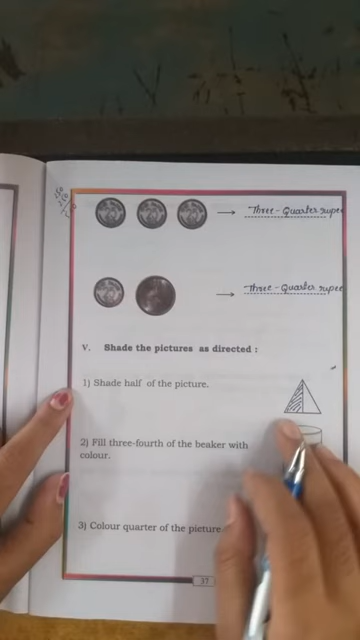 Three-Quarter rupee
Three-Quarter rupee
V. Shade the pictures as directed :
1) Shade half of the picture.
2) Fill three-fourth of the beaker with
colour.
3) Colour quarter of the picture
37